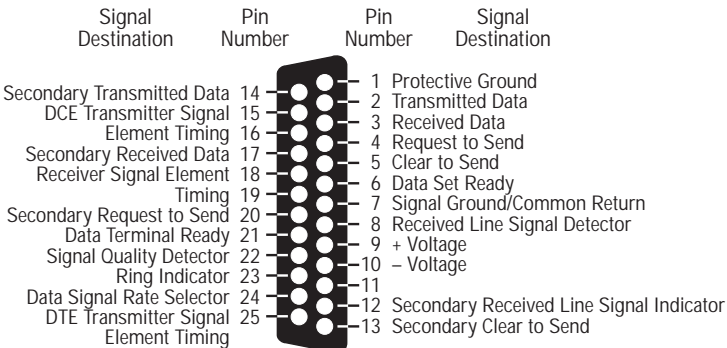 Signal Pin Pin Signal
Destination Number Number Destination
1 Protective Ground
Secondary Transmitted Data 14
2 Transmitted Data
DCE Transmitter Signal 15
3 Received Data
Element Timing 16
4 Request to Send
Secondary Received Data 17
5 Clear to Send
Receiver Signal Element 18
6 Data Set Ready
Timing 19
7 Signal Ground/Common Return
Secondary Request to Send 20
8 Received Line Signal Detector
Data Terminal Ready 21
9 + Voltage
Signal Quality Detector 22
10 – Voltage
Ring Indicator 23
11
Data Signal Rate Selector 24
12 Secondary Received Line Signal Indicator
DTE Transmitter Signal 25
13 Secondary Clear to Send
Element Timing